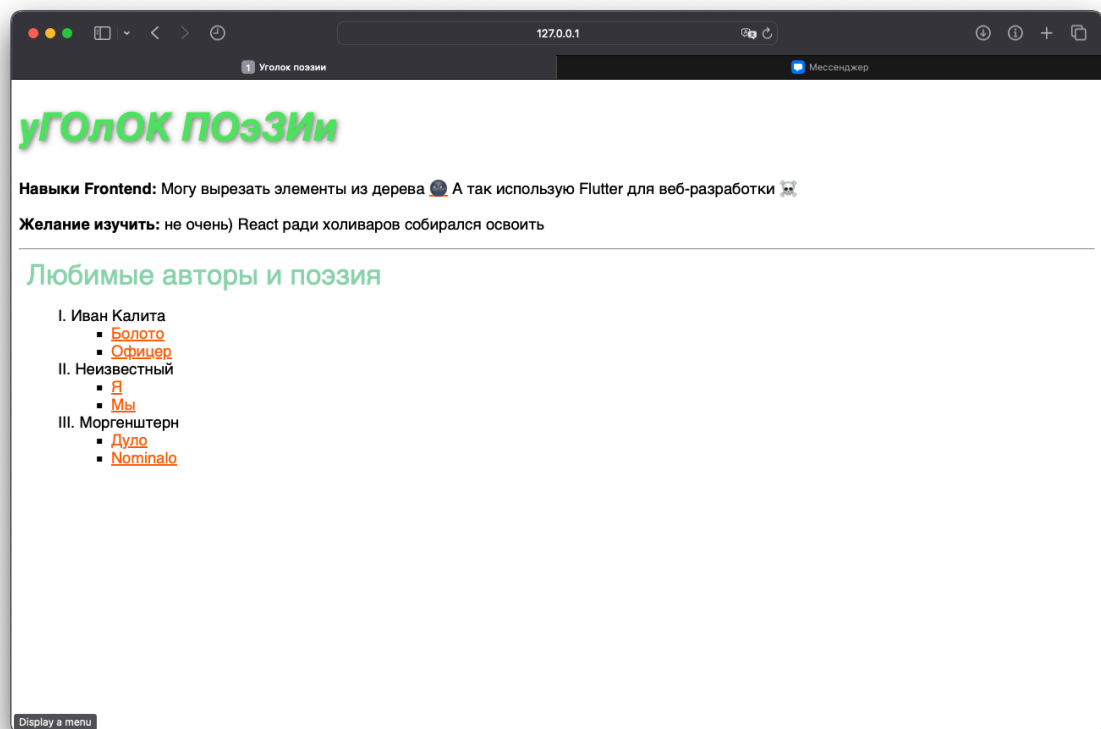 127.0.0.1
1 Уголок поэзии
Мессенджер
уГОлОК ПОэЗИи
Навыки Frontend: Могу вырезать элементы из дерева 🌚 А так использую Flutter для веб-разработки ☠️
Желание изучить: не очень) React ради холиваров собирался освоить
Любимые авторы и поэзия
I. Иван Калита
▪ Болото
▪ Офицер
II. Неизвестный
▪ Я
▪ Мы
III. Моргенштерн
▪ Дуло
▪ Nominalo
Display a menu